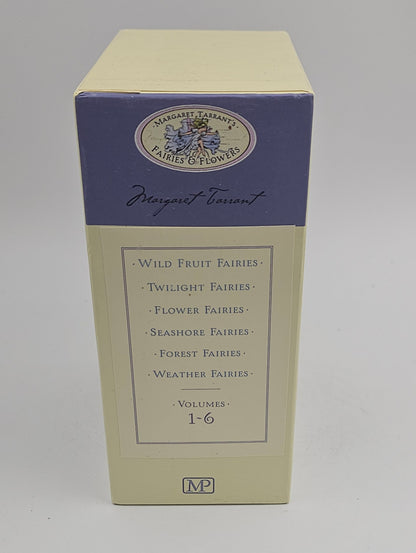 MARGARET TARRANT'S
FAIRIES & FLOWERS
Margaret Tarrant
· WILD FRUIT FAIRIES ·
· TWILIGHT FAIRIES ·
· FLOWER FAIRIES ·
· SEASHORE FAIRIES ·
· FOREST FAIRIES ·
· WEATHER FAIRIES ·
· VOLUMES ·
1~6
MP